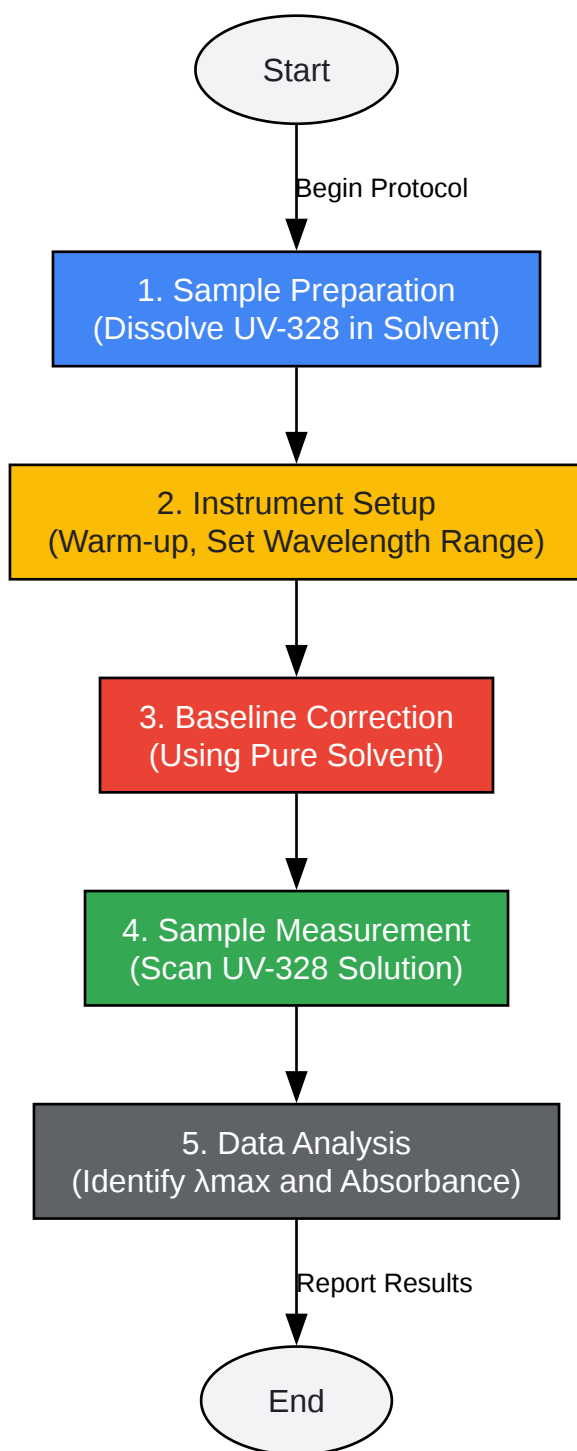 Start
Begin Protocol
1. Sample Preparation
(Dissolve UV-328 in Solvent)
2. Instrument Setup
(Warm-up, Set Wavelength Range)
3. Baseline Correction
(Using Pure Solvent)
4. Sample Measurement
(Scan UV-328 Solution)
5. Data Analysis
(Identify λmax and Absorbance)
Report Results
End